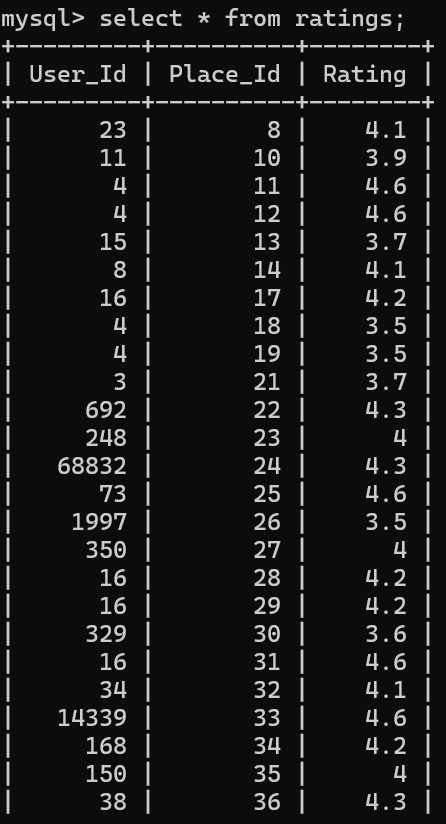 mysql> select * from ratings;
+---------+----------+--------+
| User_Id | Place_Id | Rating |
+---------+----------+--------+
|      23 |        8 |    4.1 |
|      11 |       10 |    3.9 |
|       4 |       11 |    4.6 |
|       4 |       12 |    4.6 |
|      15 |       13 |    3.7 |
|       8 |       14 |    4.1 |
|      16 |       17 |    4.2 |
|       4 |       18 |    3.5 |
|       4 |       19 |    3.5 |
|       3 |       21 |    3.7 |
|     692 |       22 |    4.3 |
|     248 |       23 |      4 |
|   68832 |       24 |    4.3 |
|      73 |       25 |    4.6 |
|    1997 |       26 |    3.5 |
|     350 |       27 |      4 |
|      16 |       28 |    4.2 |
|      16 |       29 |    4.2 |
|     329 |       30 |    3.6 |
|      16 |       31 |    4.6 |
|      34 |       32 |    4.1 |
|   14339 |       33 |    4.6 |
|     168 |       34 |    4.2 |
|     150 |       35 |      4 |
|      38 |       36 |    4.3 |